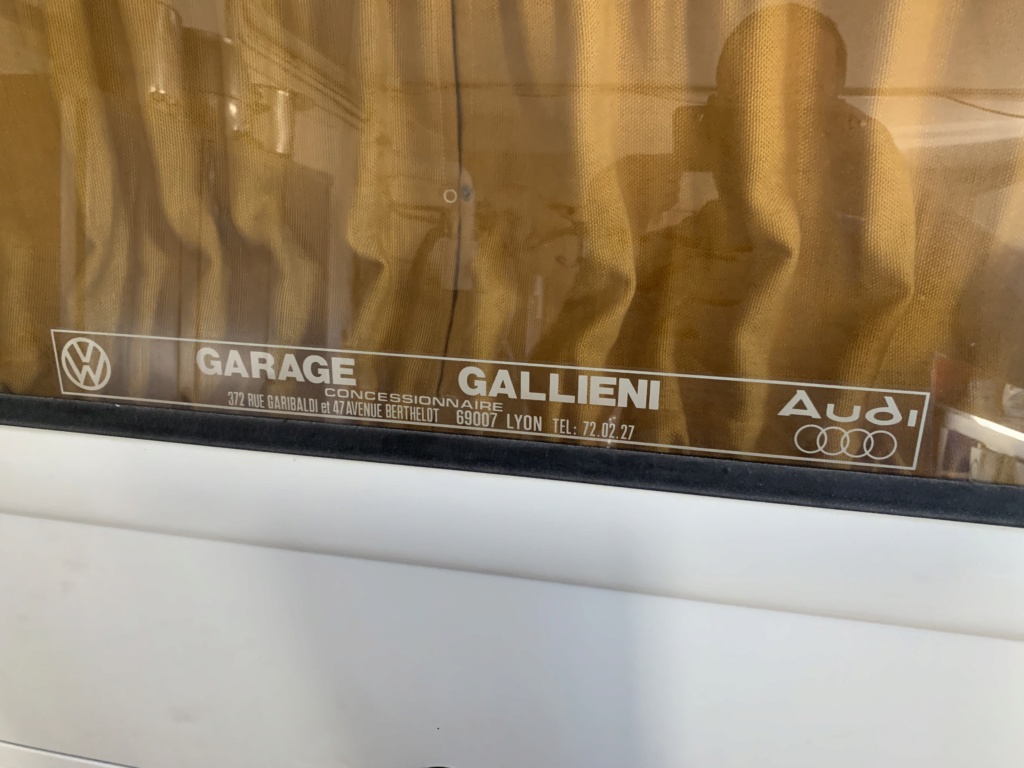 VW
GARAGE GALLIENI
CONCESSIONNAIRE
372 RUE GARIBALDI et 47 AVENUE BERTHELOT 69007 LYON TEL: 72.02.27
Audi